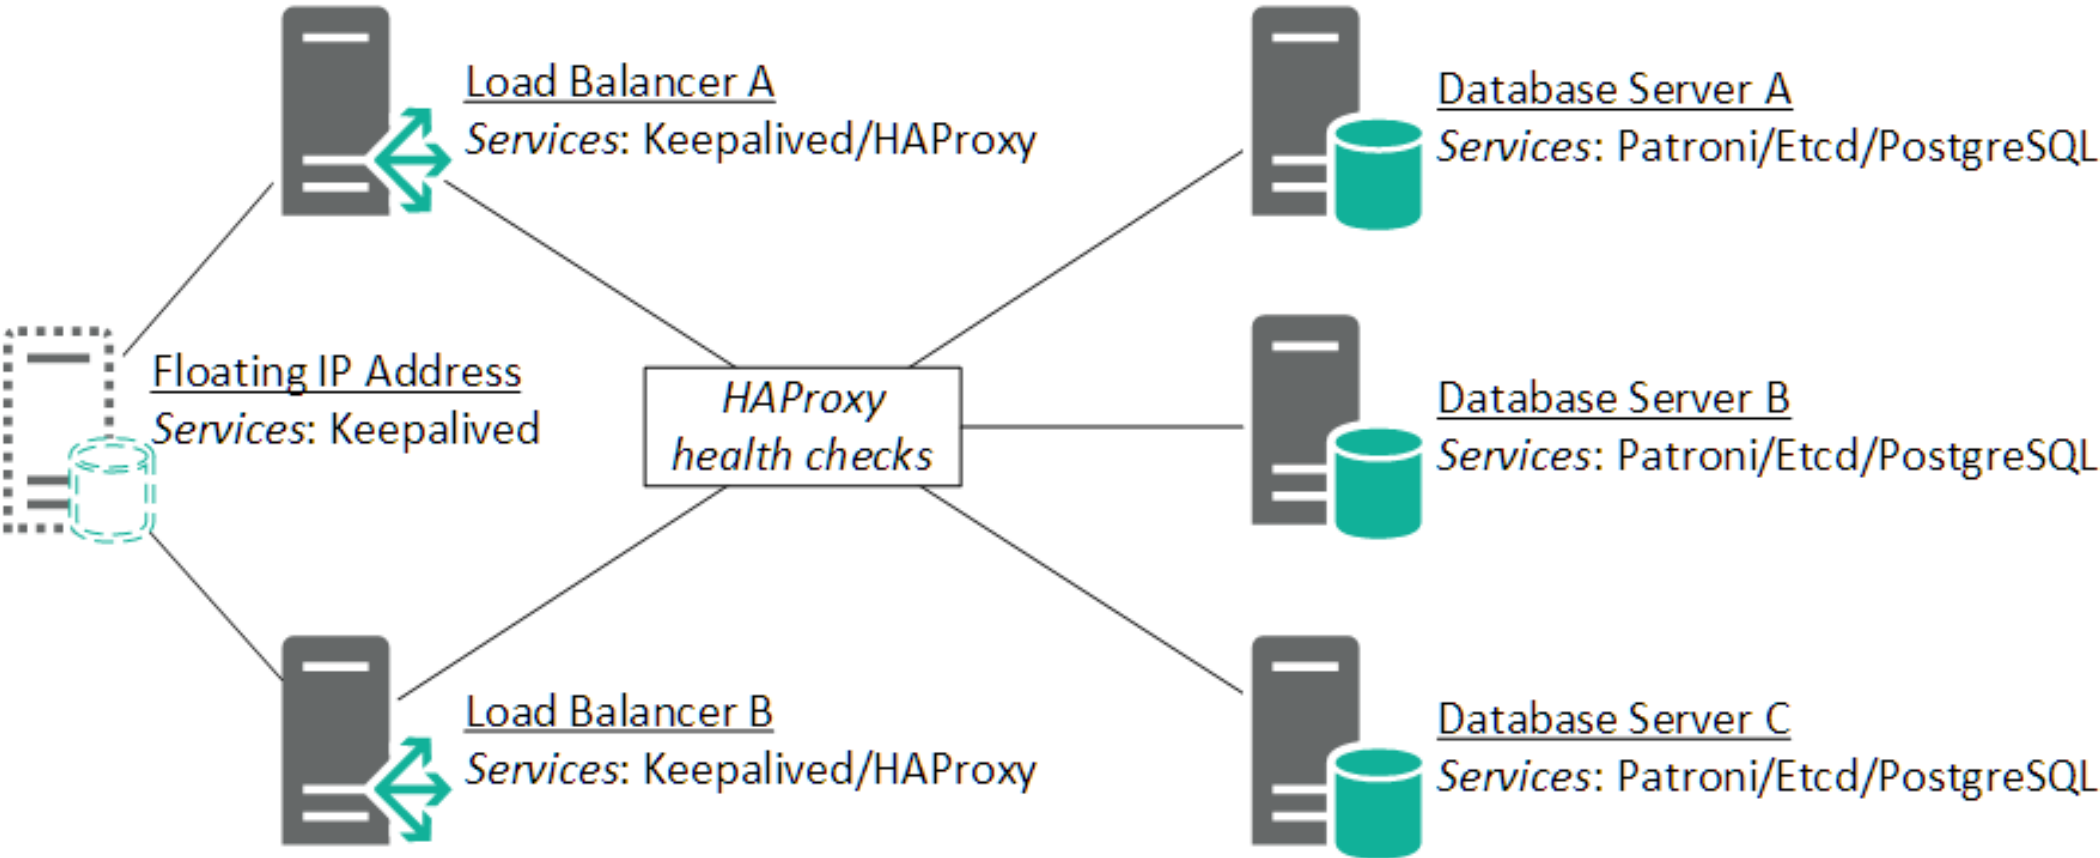 Load Balancer A
Services: Keepalived/HAProxy
Database Server A
Services: Patroni/Etcd/PostgreSQL
Floating IP Address
Services: Keepalived
HAProxy
health checks
Database Server B
Services: Patroni/Etcd/PostgreSQL
Load Balancer B
Services: Keepalived/HAProxy
Database Server C
Services: Patroni/Etcd/PostgreSQL